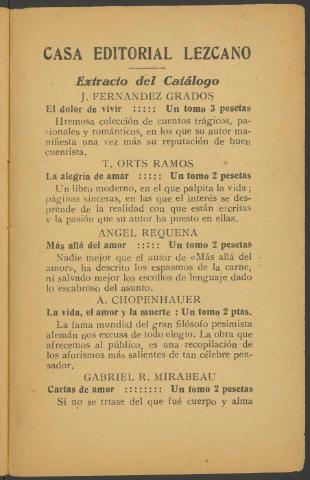 CASA EDITORIAL LEZCANO
Extracto del Catálogo
J. FERNANDEZ GRADOS
El dolor de vivir ::::: Un tomo 3 pesetas
Hremosa colección de cuentos trágicos, pa-
sionales y románticos, en los que su autor ma-
nifiesta una vez más su reputación de buen
cuentista.
T. ORTS RAMOS
La alegría de amar ::::: Un tomo 2 pesetas
Un libro moderno, en el que palpita la vida;
páginas sinceras, en las que el interés se des-
prende de la realidad con que están escritas
y la pasión que su autor ha puesto en ellas.
ANGEL REQUENA
Más allá del amor ::::: Un tomo 2 pesetas
Nadie mejor que el autor de «Más allá del
amor», ha descrito los espasmos de la carne,
ni salvado mejor los escollos de lenguaje dado
lo escabroso del asunto.
A. CHOPENHAUER
La vida, el amor y la muerte : Un tomo 2 ptas.
La fama mundial del gran filósofo pesimista
alemán nos excusa de todo elogio. La obra que
afrecemos al público, es una recopilación de
los aforismos más salientes de tan célebre pen-
sador.
GABRIEL R. MIRABEAU
Cartas de amor :::::::: Un tomo 2 pesetas
Si no se trtase del que fué cuerpo y alma